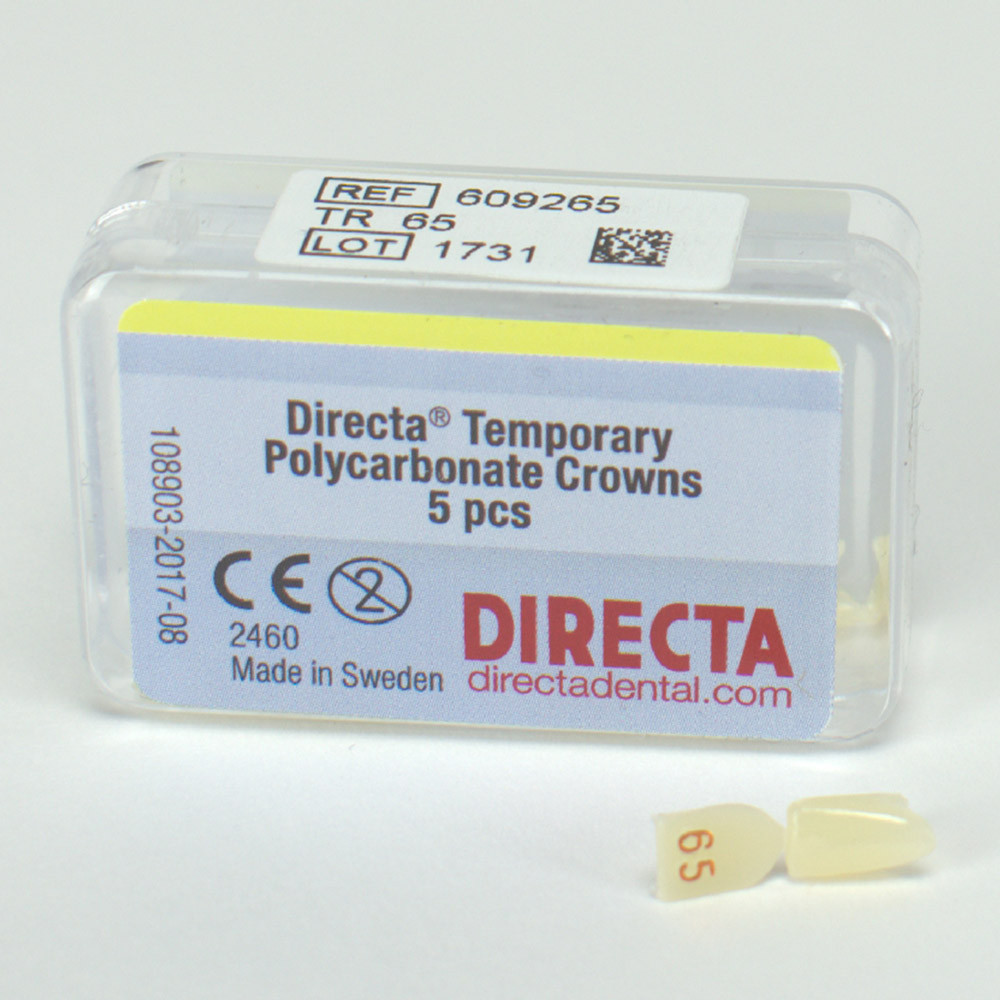 REF 609265
TR 65
LOT 1731
Directa® Temporary
Polycarbonate Crowns
5 pcs
108903-2017-08
CE 2
2460
Made in Sweden
DIRECTA
directadental.com
65